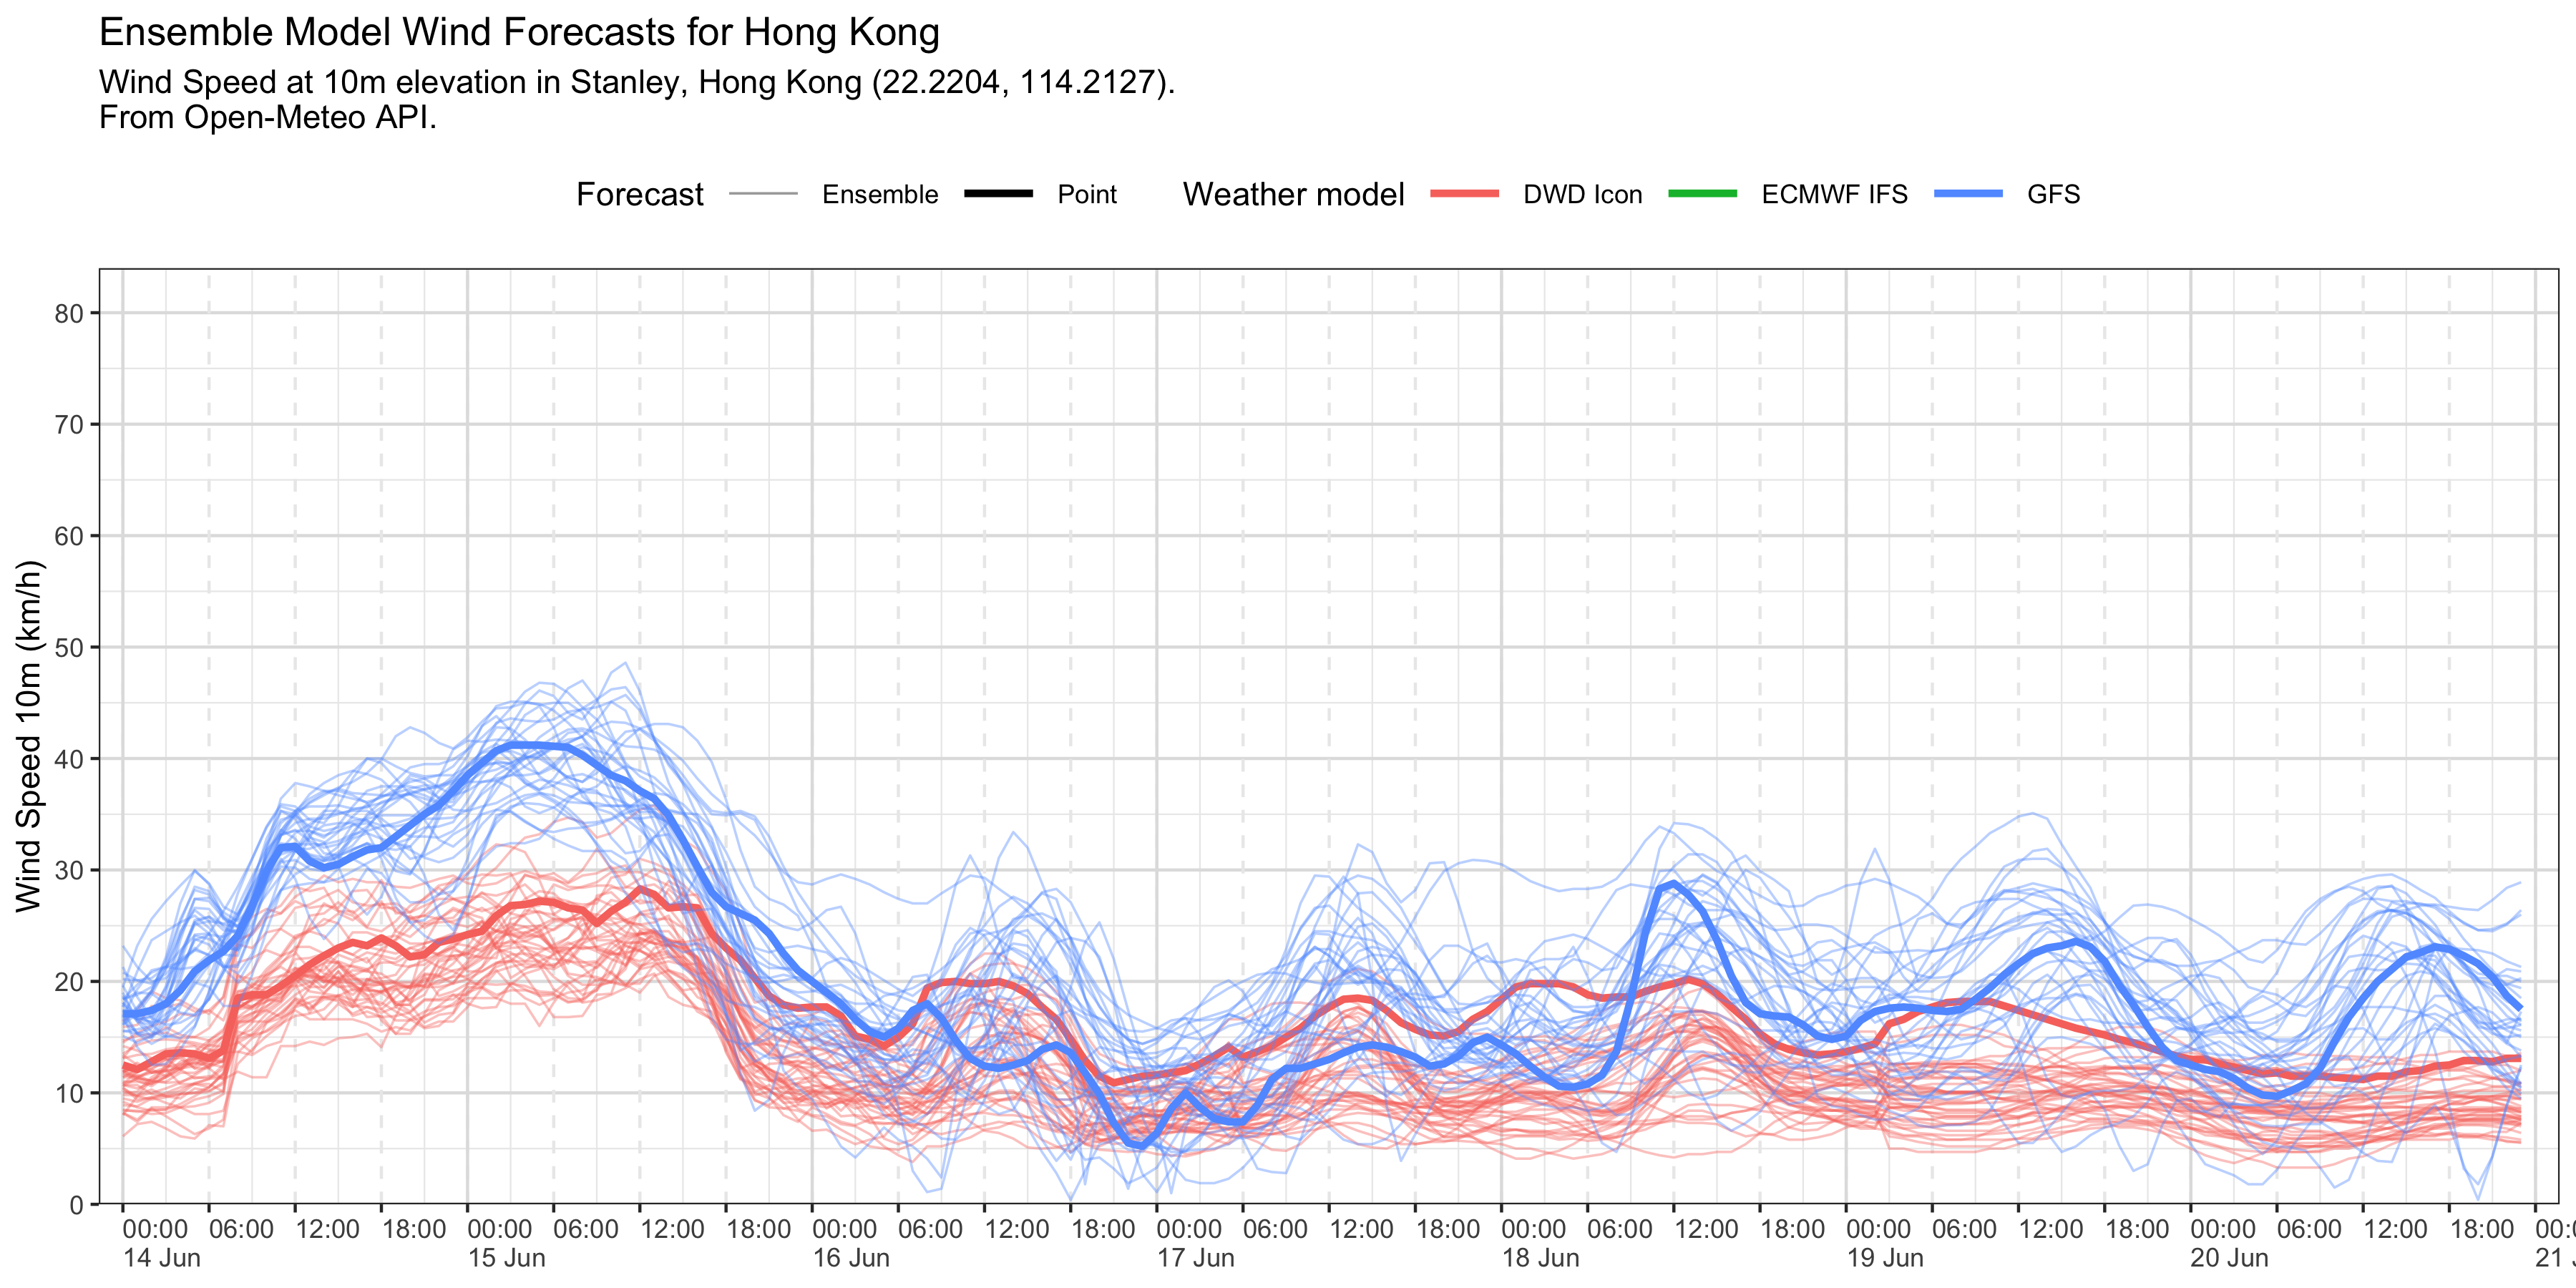 Ensemble Model Wind Forecasts for Hong Kong
Wind Speed at 10m elevation in Stanley, Hong Kong (22.2204, 114.2127).
From Open-Meteo API.
Forecast Ensemble Point Weather model DWD Icon ECMWF IFS GFS
Wind Speed 10m (km/h)
80
70
60
50
40
30
20
10
0
00:00 06:00 12:00 18:00 00:00 06:00 12:00 18:00 00:00 06:00 12:00 18:00 00:00 06:00 12:00 18:00 00:00 06:00 12:00 18:00 00:00 06:00 12:00 18:00 00:00 06:00 12:00 18:00 00:0
14 Jun 15 Jun 16 Jun 17 Jun 18 Jun 19 Jun 20 Jun 21 J